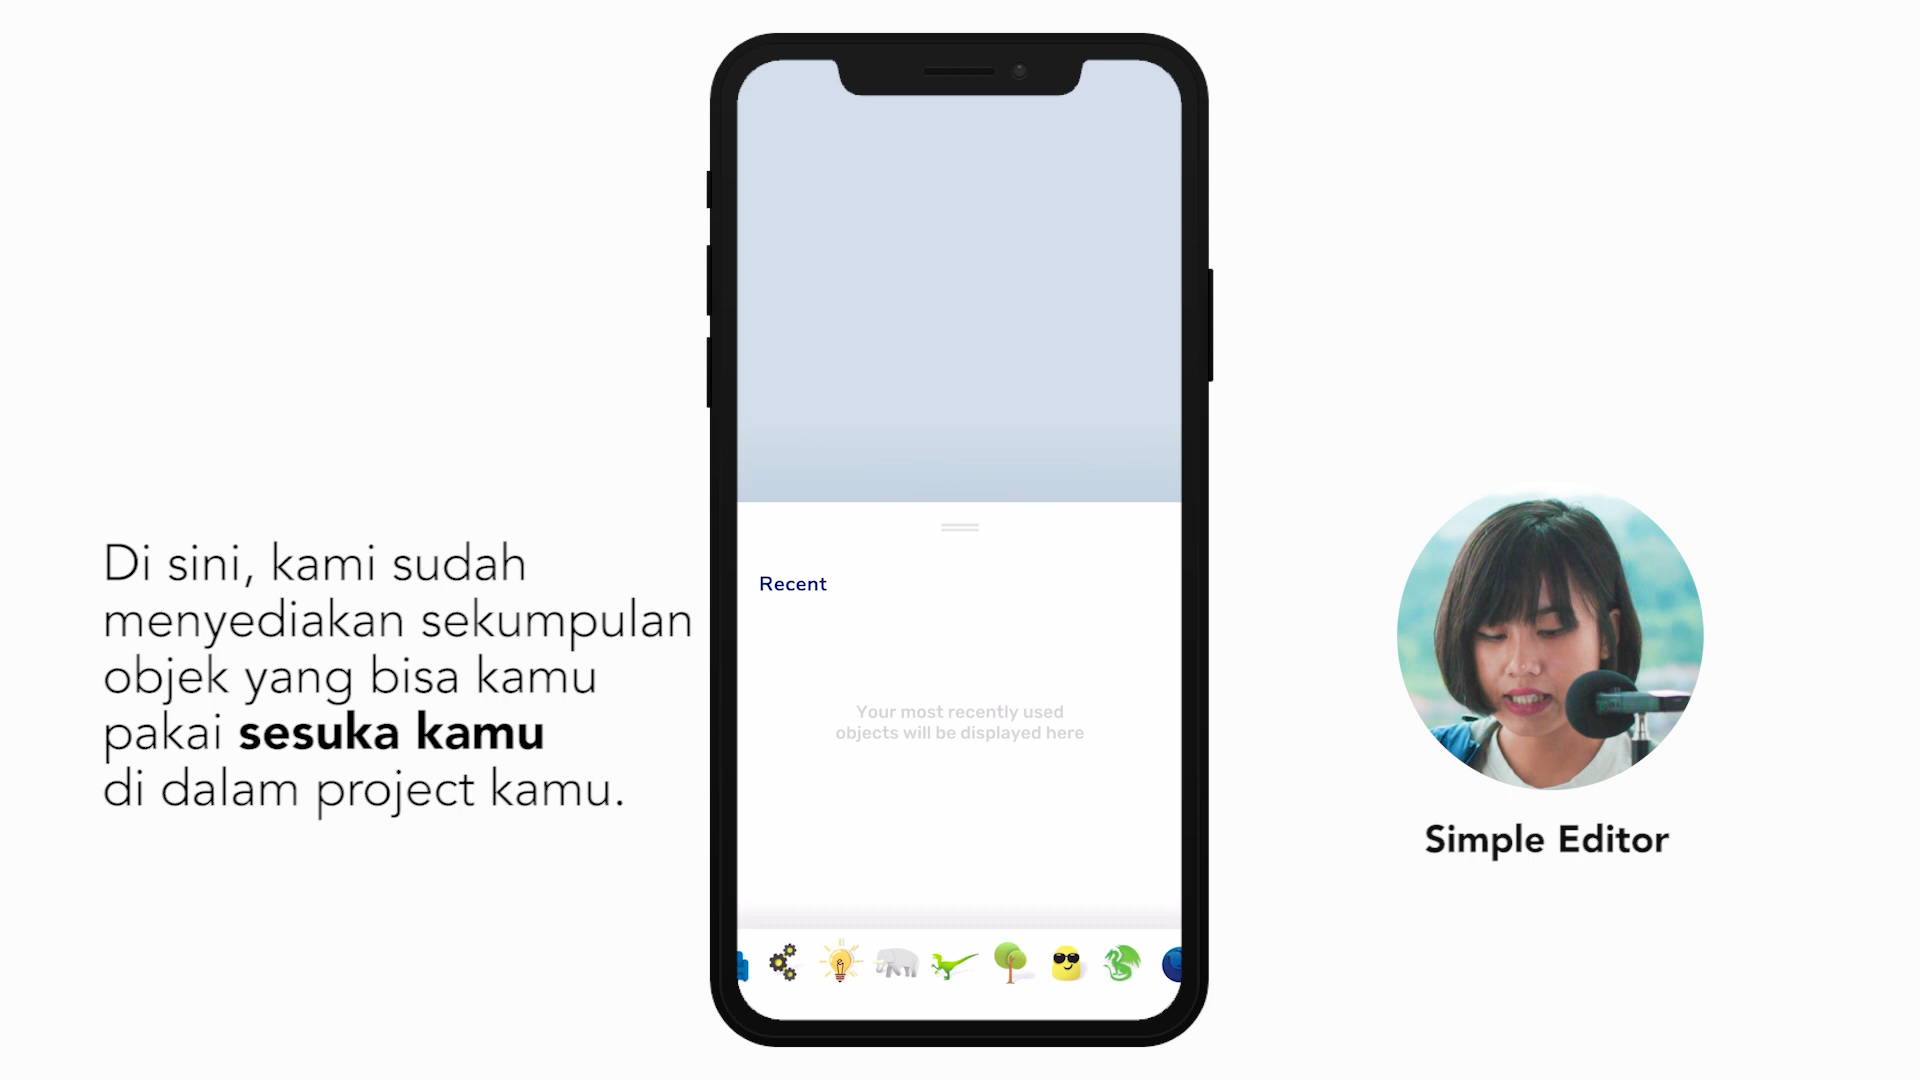 Di sini, kami sudah
menyediakan sekumpulan
objek yang bisa kamu
pakai sesuka kamu
di dalam project kamu.
Recent
Your most recently used
objects will be displayed here
Simple Editor